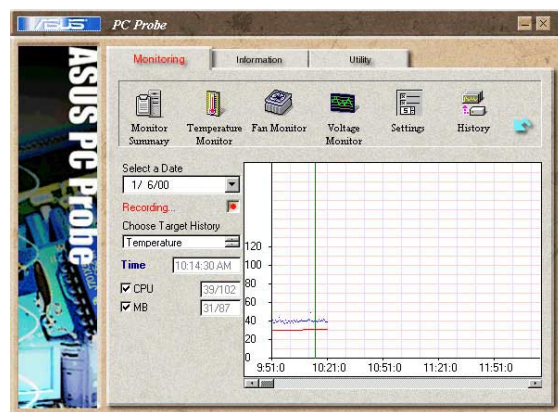 ASUS PC Probe
ASUS PC Probe
Monitoring Information Utility
Monitor Summary
Temperature Monitor
Fan Monitor
Voltage Monitor
Settings
History
Select a Date
1/ 6/00
Recording...
Choose Target History
Temperature
Time 10:14:30 AM
CPU 39/102
MB 31/87
120
100
80
60
40
20
0
9:51:0 10:21:0 10:51:0 11:21:0 11:51:0